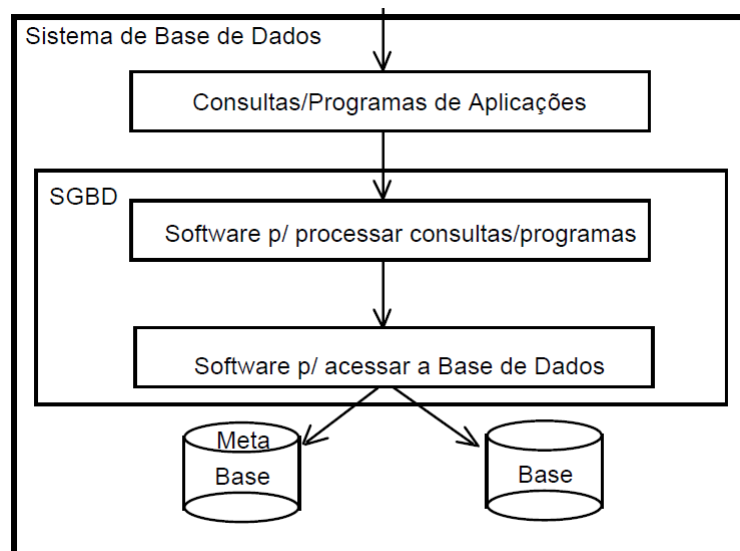 Sistema de Base de Dados
Consultas/Programas de Aplicações
SGBD
Software p/ processar consultas/programas
Software p/ acessar a Base de Dados
Meta
Base
Base